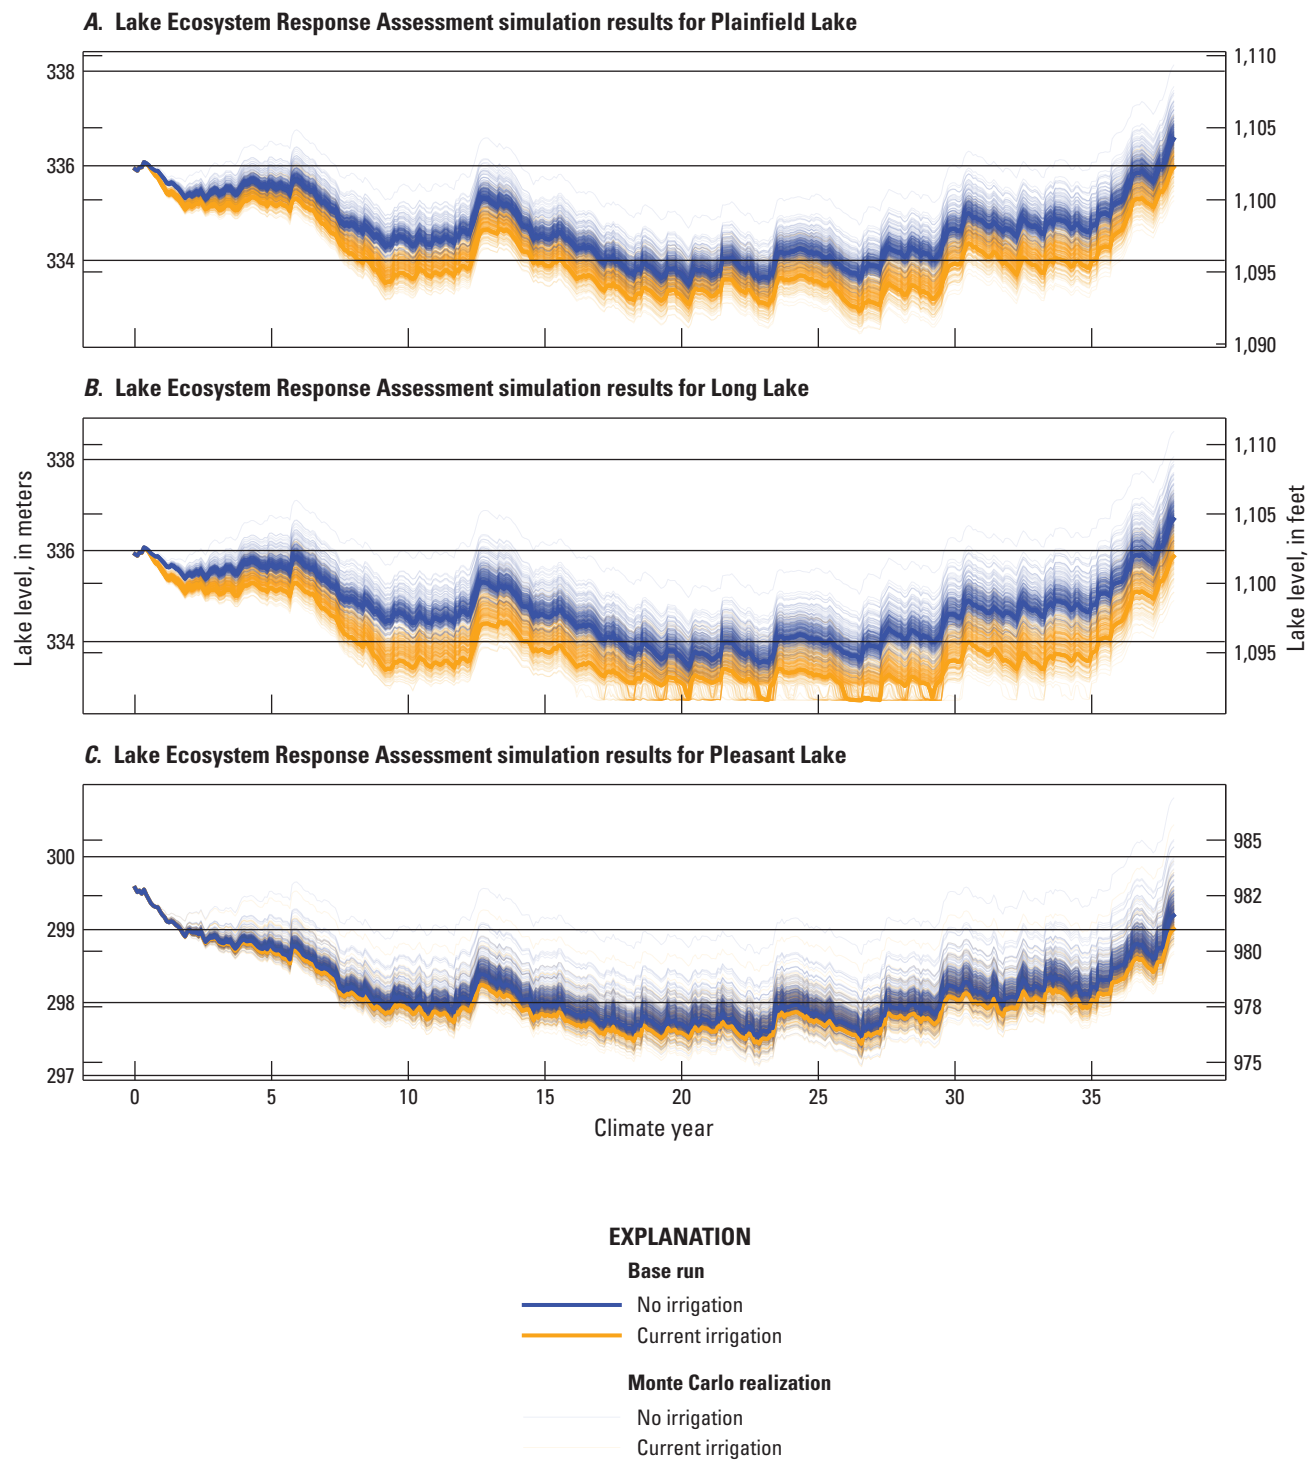 A. Lake Ecosystem Response Assessment simulation results for Plainfield Lake
338
336
334
1,110
1,105
1,100
1,095
1,090
B. Lake Ecosystem Response Assessment simulation results for Long Lake
Lake level, in meters
338
336
334
1,110
1,105
1,100
1,095
Lake level, in feet
C. Lake Ecosystem Response Assessment simulation results for Pleasant Lake
300
299
298
297
985
982
980
978
975
0 5 10 15 20 25 30 35
Climate year
EXPLANATION
Base run
No irrigation
Current irrigation
Monte Carlo realization
No irrigation
Current irrigation